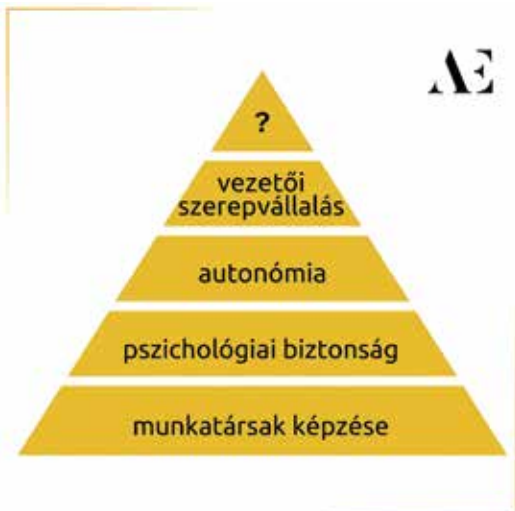 AE
?
vezetői
szerepvállalás
autonómia
pszichológiai biztonság
munkatársak képzése